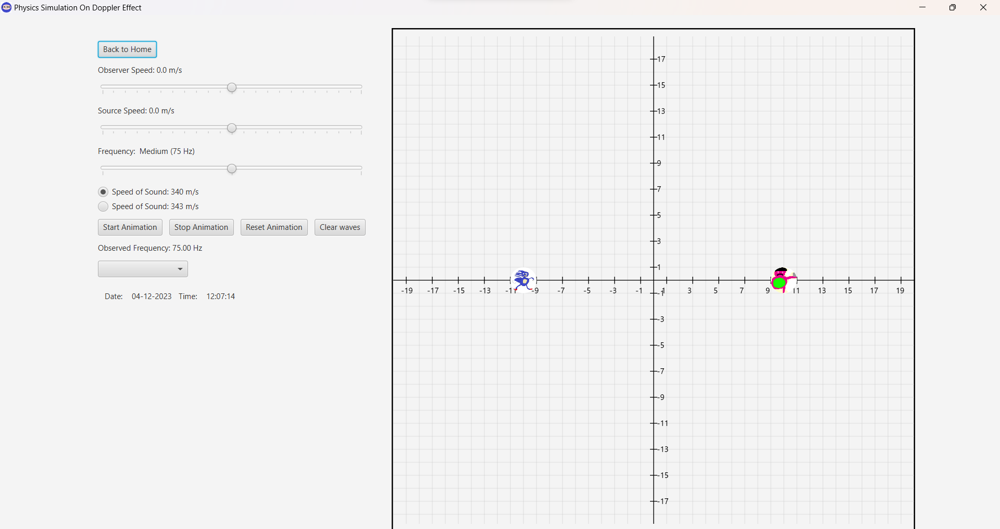 Physics Simulation On Doppler Effect
Back to Home
Observer Speed: 0.0 m/s
Source Speed: 0.0 m/s
Frequency: Medium (75 Hz)
Speed of Sound: 340 m/s
Speed of Sound: 343 m/s
Start Animation Stop Animation Reset Animation Clear waves
Observed Frequency: 75.00 Hz
Date: 04-12-2023 Time: 12:07:14
17
15
13
11
9
7
5
3
1
-19 -17 -15 -13 -11 -9 -7 -5 -3 -1 1 3 5 7 9 11 13 15 17 19
-1
-3
-5
-7
-9
-11
-13
-15
-17